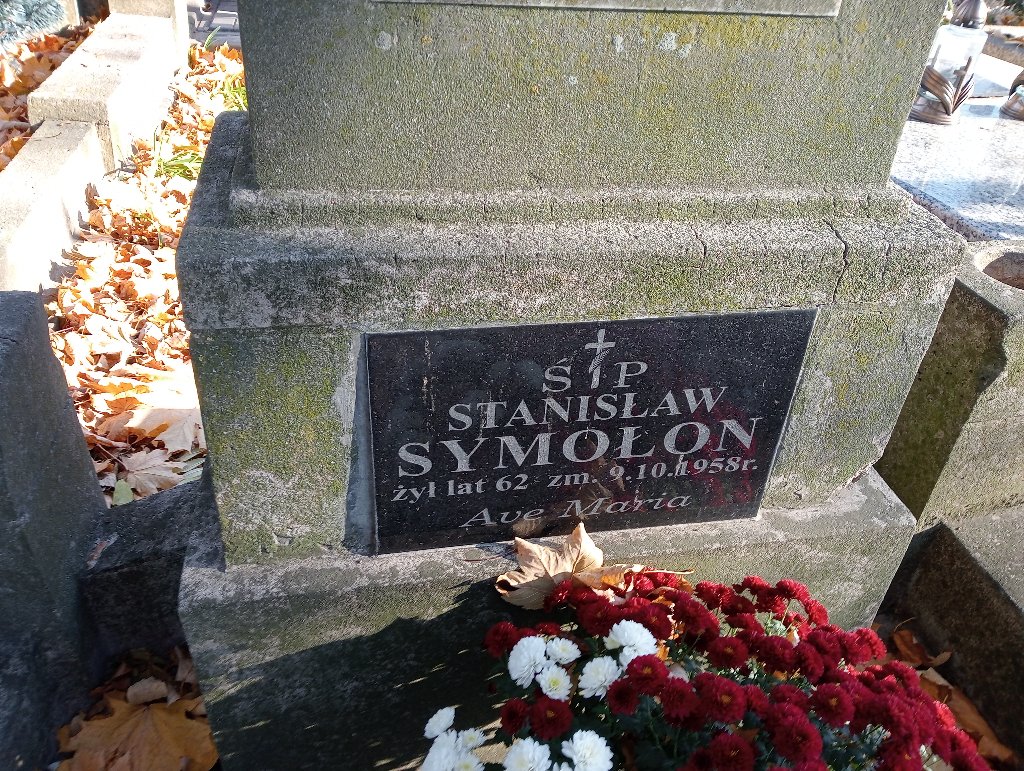 Ś P
STANISŁAW
SYMOŁON
żył lat 62 zm. 9.10.1958r.
Ave Maria